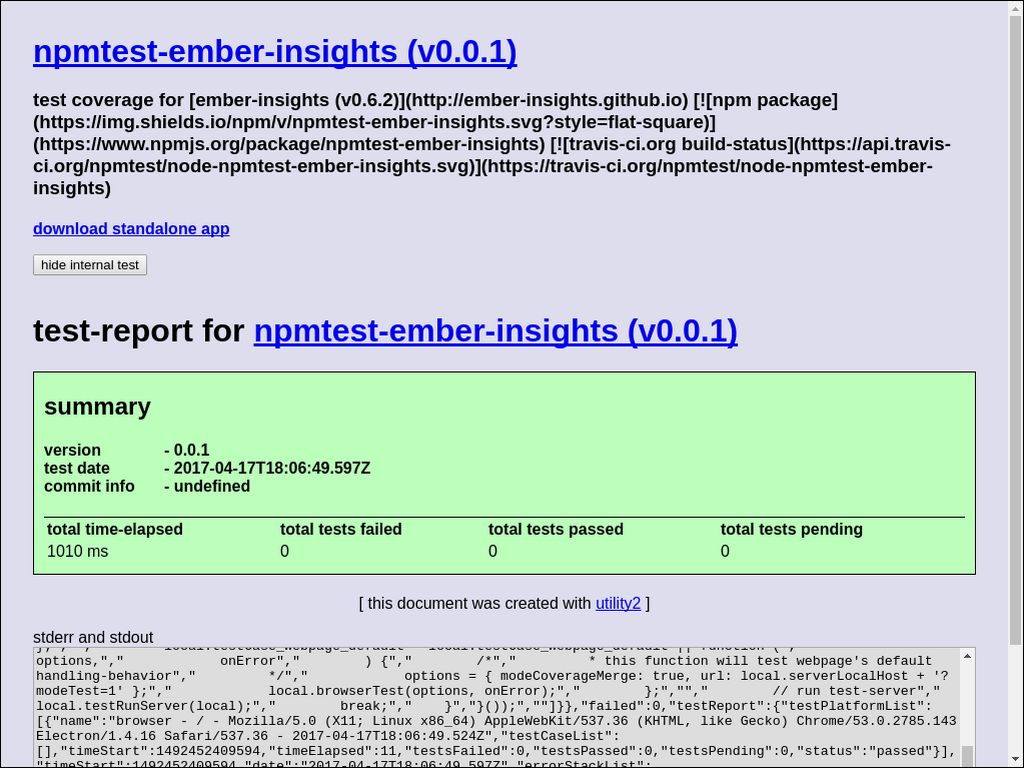 npmtest-ember-insights (v0.0.1)
test coverage for [ember-insights (v0.6.2)](http://ember-insights.github.io) [![npm package]
(https://img.shields.io/npm/v/npmtest-ember-insights.svg?style=flat-square)]
(https://www.npmjs.org/package/npmtest-ember-insights) [![travis-ci.org build-status](https://api.travis-
ci.org/npmtest/node-npmtest-ember-insights.svg)](https://travis-ci.org/npmtest/node-npmtest-ember-
insights)
download standalone app
hide internal test
test-report for npmtest-ember-insights (v0.0.1)
summary
version - 0.0.1
test date - 2017-04-17T18:06:49.597Z
commit info - undefined
total time-elapsed total tests failed total tests passed total tests pending
1010 ms 0 0 0
[ this document was created with utility2 ]
stderr and stdout
options,","            onError","        ) {","        /*","         * this function will test webpage's default
handling-behavior","         */","            options = { modeCoverageMerge: true, url: local.serverLocalHost + '?
modeTest=1' };","            local.browserTest(options, onError);","        };","","        // run test-server","
local.testRunServer(local);","        break;","    }","}());",""]}},"failed":0,"testReport":{"testPlatformList":
[{"name":"browser - / - Mozilla/5.0 (X11; Linux x86_64) AppleWebKit/537.36 (KHTML, like Gecko) Chrome/53.0.2785.143
Electron/1.4.16 Safari/537.36 - 2017-04-17T18:06:49.524Z","testCaseList":
[],"timeStart":1492452409594,"timeElapsed":11,"testsFailed":0,"testsPassed":0,"testsPending":0,"status":"passed"}],
"timeStart":1492452409594,"date":"2017-04-17T18:06:49.597Z","errorStackList":